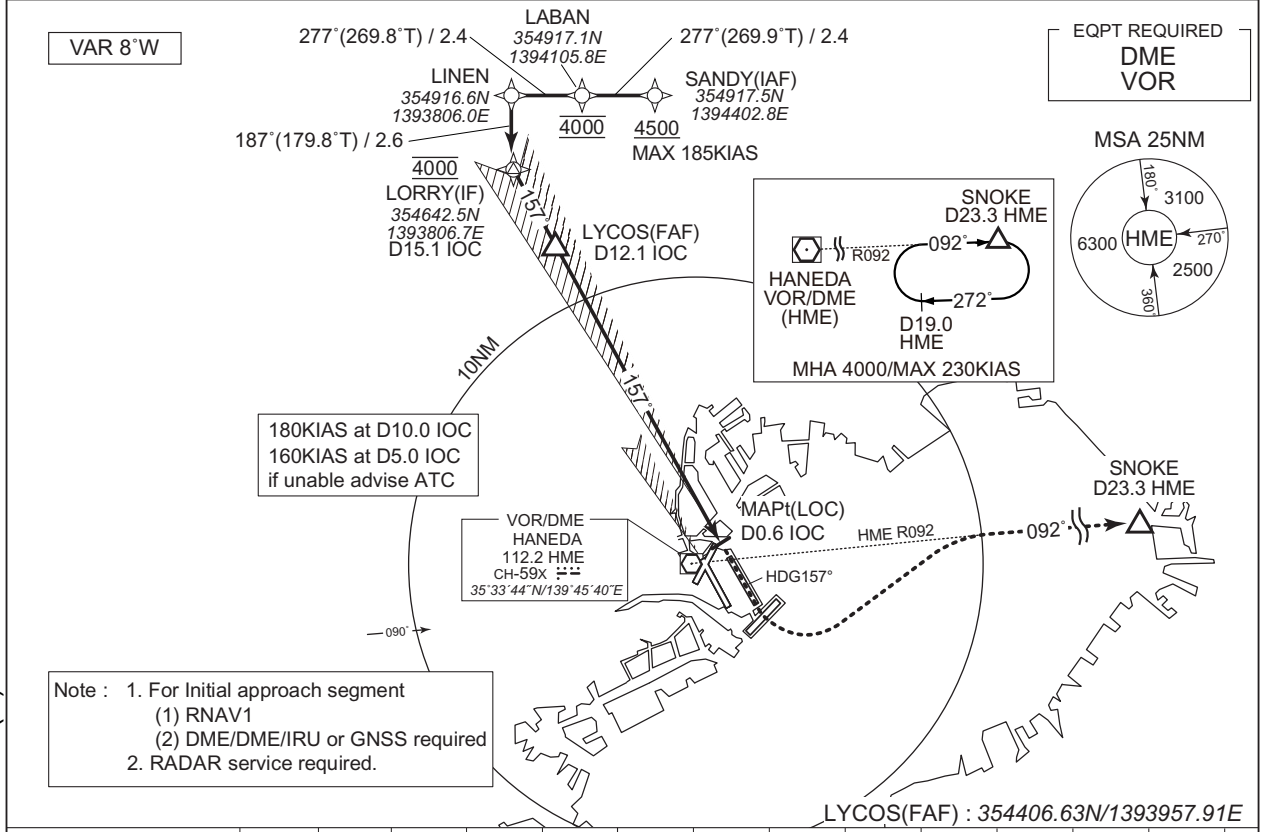 VAR 8°W
277°(269.8°T) / 2.4
LABAN
354917.1N
1394105.8E
277°(269.9°T) / 2.4
LINEN
354916.6N
1393806.0E
SANDY(IAF)
354917.5N
1394402.8E
4000
4500
MAX 185KIAS
187°(179.8°T) / 2.6
4000
LORRY(IF)
354642.5N
1393806.7E
D15.1 IOC
157°
LYCOS(FAF)
D12.1 IOC
EQPT REQUIRED
DME
VOR
MSA 25NM
180°
3100
6300
HME
270°
2500
360°
SNOKE
D23.3 HME
092°
R092
HANEDA
VOR/DME
(HME)
272°
D19.0
HME
MHA 4000/MAX 230KIAS
10NM
157°
180KIAS at D10.0 IOC
160KIAS at D5.0 IOC
if unable advise ATC
MAPt(LOC)
D0.6 IOC
SNOKE
D23.3 HME
HME R092
092°
VOR/DME
HANEDA
112.2 HME
CH-59X
35°33´44˝N/139°45´40˝E
HDG157°
090°
Note : 1. For Initial approach segment
(1) RNAV1
(2) DME/DME/IRU or GNSS required
2. RADAR service required.
LYCOS(FAF) : 354406.63N/1393957.91E